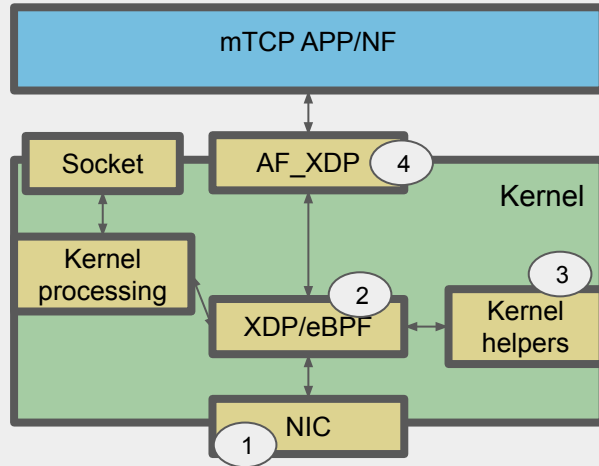 mTCP APP/NF
Socket
AF_XDP
4
Kernel
Kernel
processing
2
3
XDP/eBPF
Kernel
helpers
NIC
1